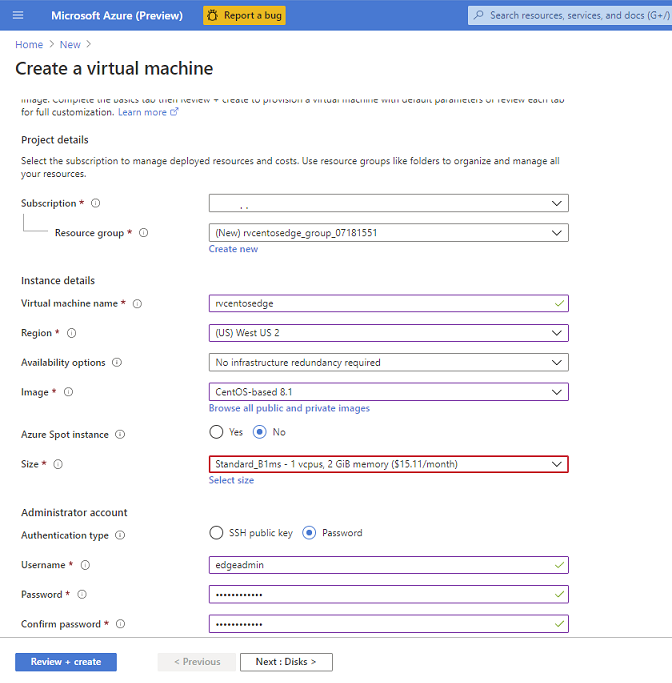 Microsoft Azure (Preview) Report a bug Search resources, services, and docs (G+/)
Home > New >
Create a virtual machine
image. Complete the basics tab then Review + create to provision a virtual machine with default parameters or review each tab
for full customization. Learn more
Project details
Select the subscription to manage deployed resources and costs. Use resource groups like folders to organize and manage all
your resources.
Subscription *
Resource group * (New) rvcentosedge_group_07181551
Create new
Instance details
Virtual machine name * rvcentosedge
Region * (US) West US 2
Availability options No infrastructure redundancy required
Image * CentOS-based 8.1
Browse all public and private images
Azure Spot instance Yes No
Size * Standard_B1ms - 1 vcpus, 2 GiB memory ($15.11/month)
Select size
Administrator account
Authentication type SSH public key Password
Username * edgeadmin
Password * ••••••••••••
Confirm password * ••••••••••••
Review + create < Previous Next : Disks >